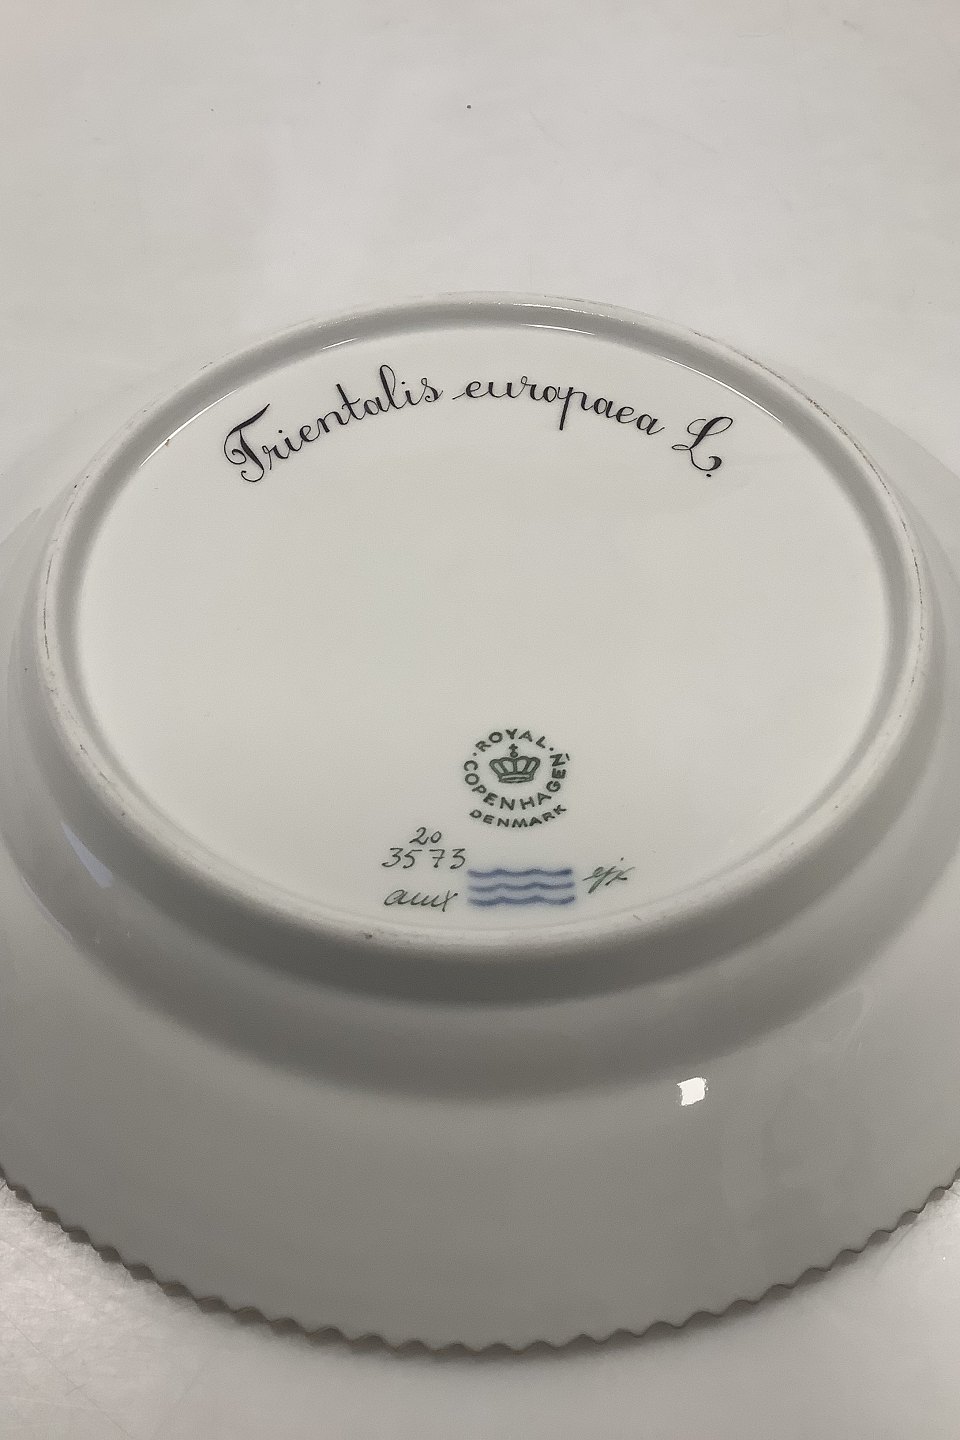 Trientalis europaea L.
ROYAL
COPENHAGEN
DENMARK
20
3573